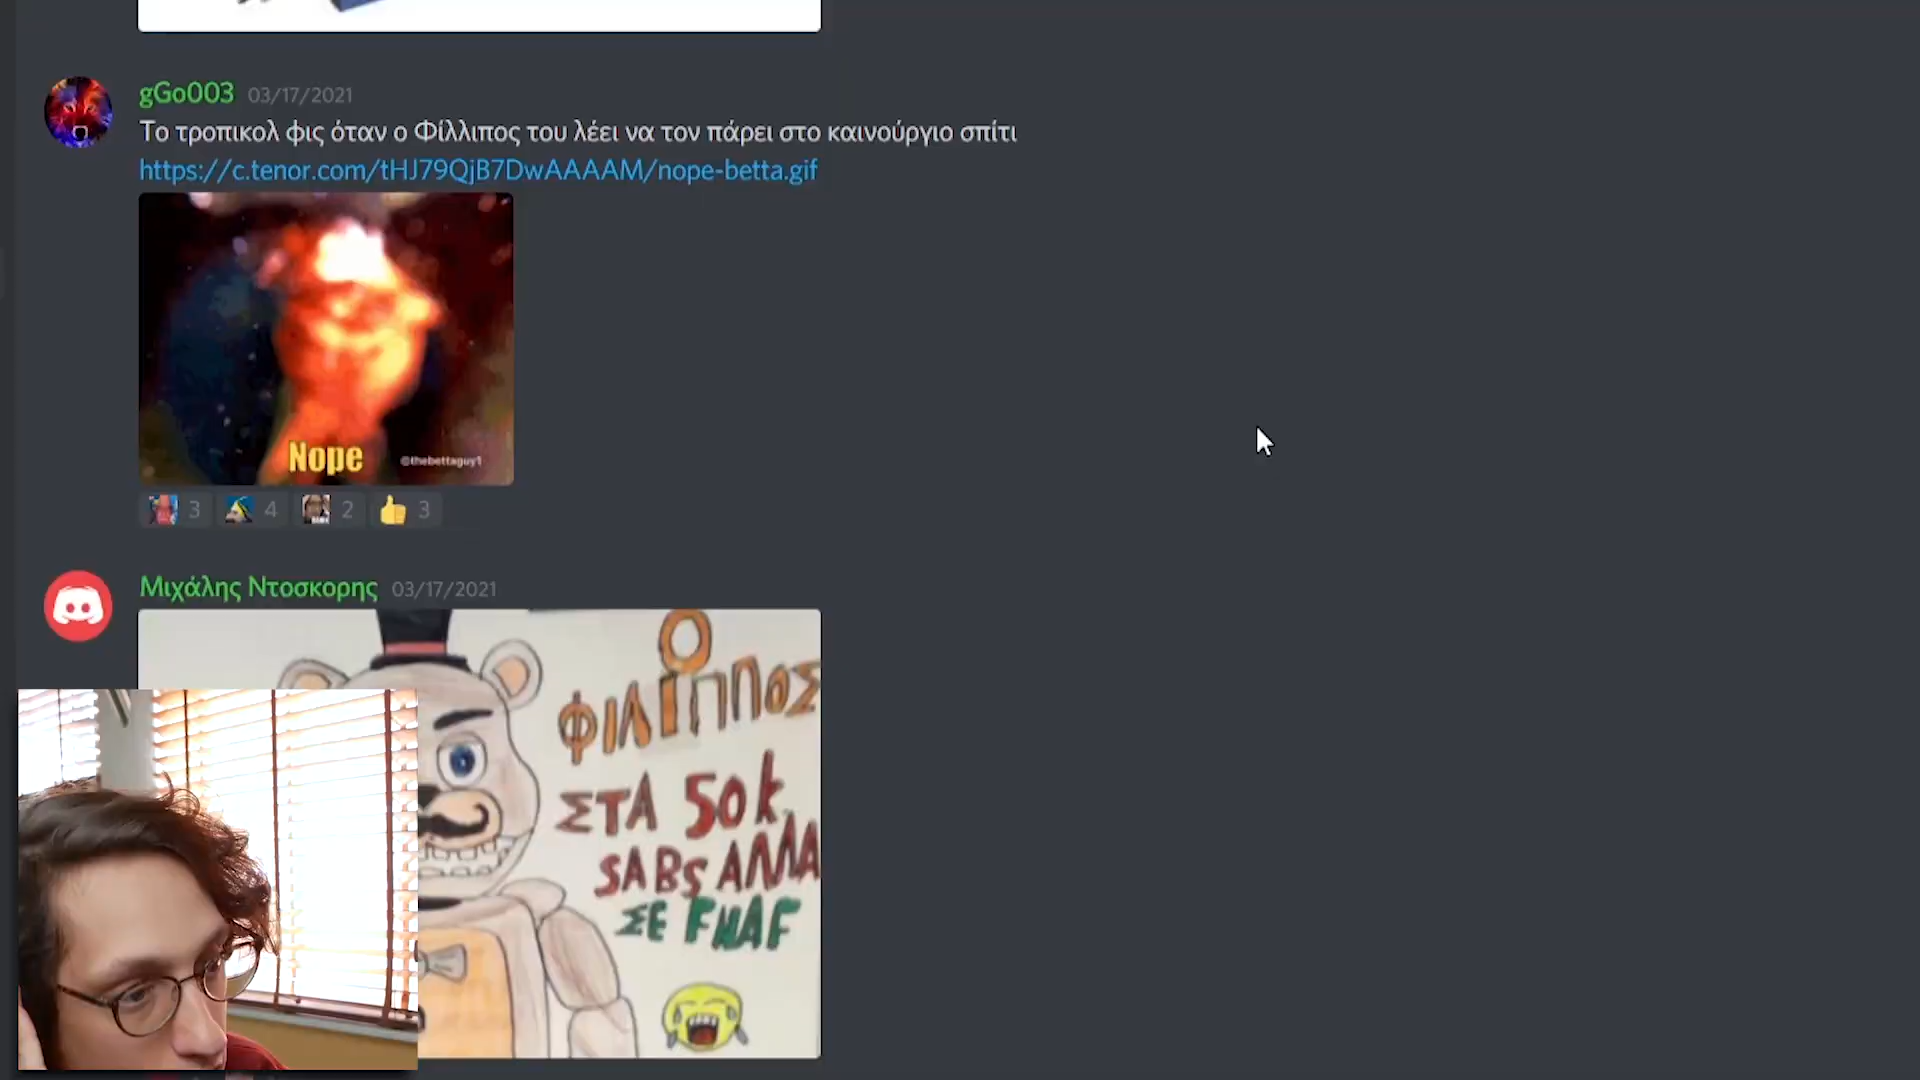 gGo003 03/17/2021
Το τροπικολ φις όταν ο Φίλλιπος του λέει να τον πάρει στο καινούργιο σπίτι
https://c.tenor.com/tHJ79QjB7DwAAAAM/nope-betta.gif
Nope
@thebettaguy1
3 4 2 3
Μιχάλης Ντοσκορης 03/17/2021
Ο
ΦΙΛΙΠΠΟΣ
ΣΤΑ 50k
SABS ΑΛΛΑ
ΣΕ FNAF